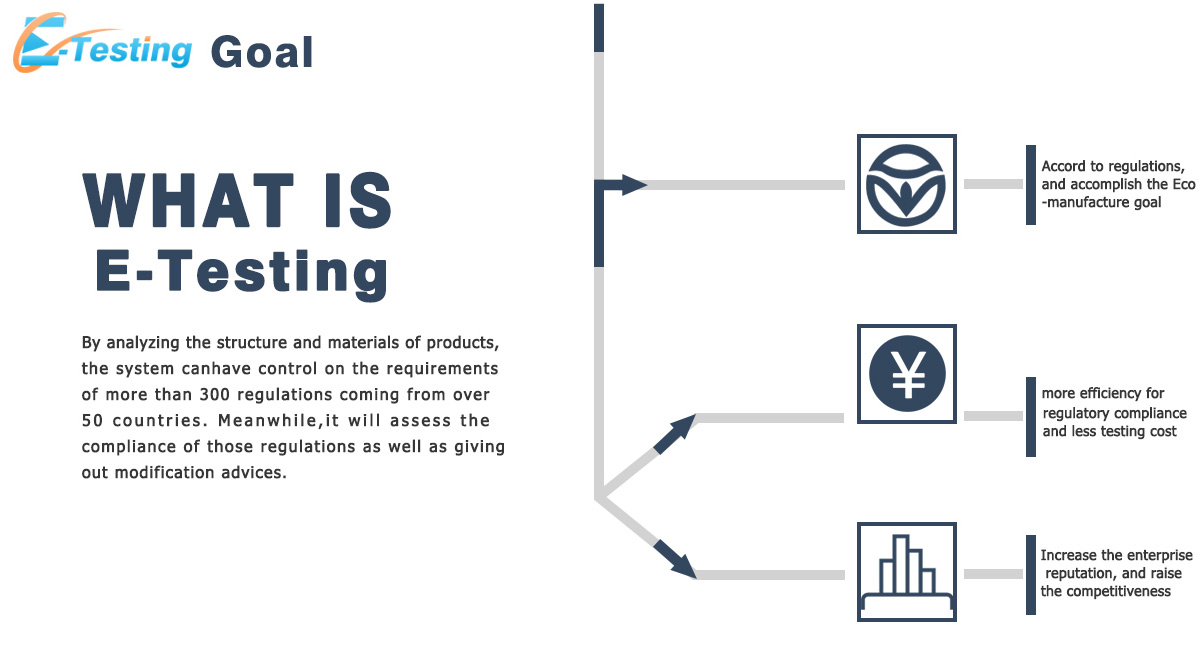 E-Testing Goal
WHAT IS
E-Testing
By analyzing the structure and materials of products,
the system canhave control on the requirements
of more than 300 regulations coming from over
50 countries. Meanwhile,it will assess the
compliance of those regulations as well as giving
out modification advices.
Accord to regulations,
and accomplish the Eco
-manufacture goal
¥
more efficiency for
regulatory compliance
and less testing cost
Increase the enterprise
reputation, and raise
the competitiveness